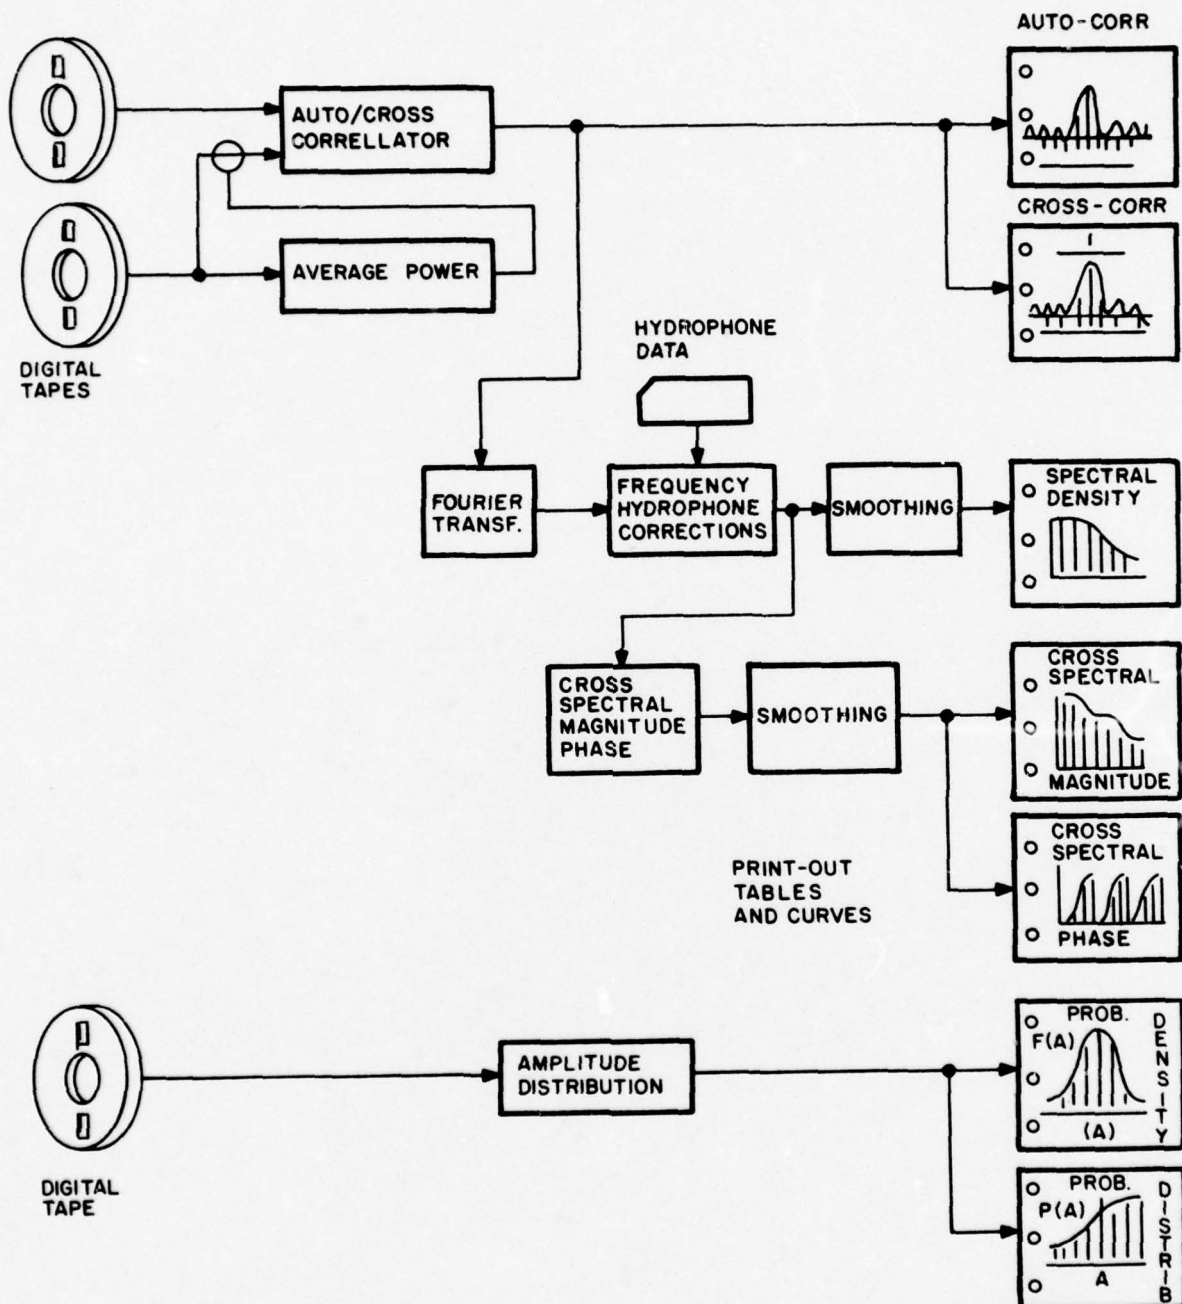 AUTO-CORR
AUTO/CROSS
CORRELLATOR
CROSS-CORR
AVERAGE POWER
DIGITAL
TAPES
HYDROPHONE
DATA
FOURIER
TRANSF.
FREQUENCY
HYDROPHONE
CORRECTIONS
SMOOTHING
SPECTRAL
DENSITY
CROSS
SPECTRAL
MAGNITUDE
PHASE
SMOOTHING
CROSS
SPECTRAL
MAGNITUDE
PRINT-OUT
TABLES
AND CURVES
CROSS
SPECTRAL
PHASE
DIGITAL
TAPE
AMPLITUDE
DISTRIBUTION
PROB.
F(A)
(A)
DENSITY
PROB.
P(A)
A
DISTRIB